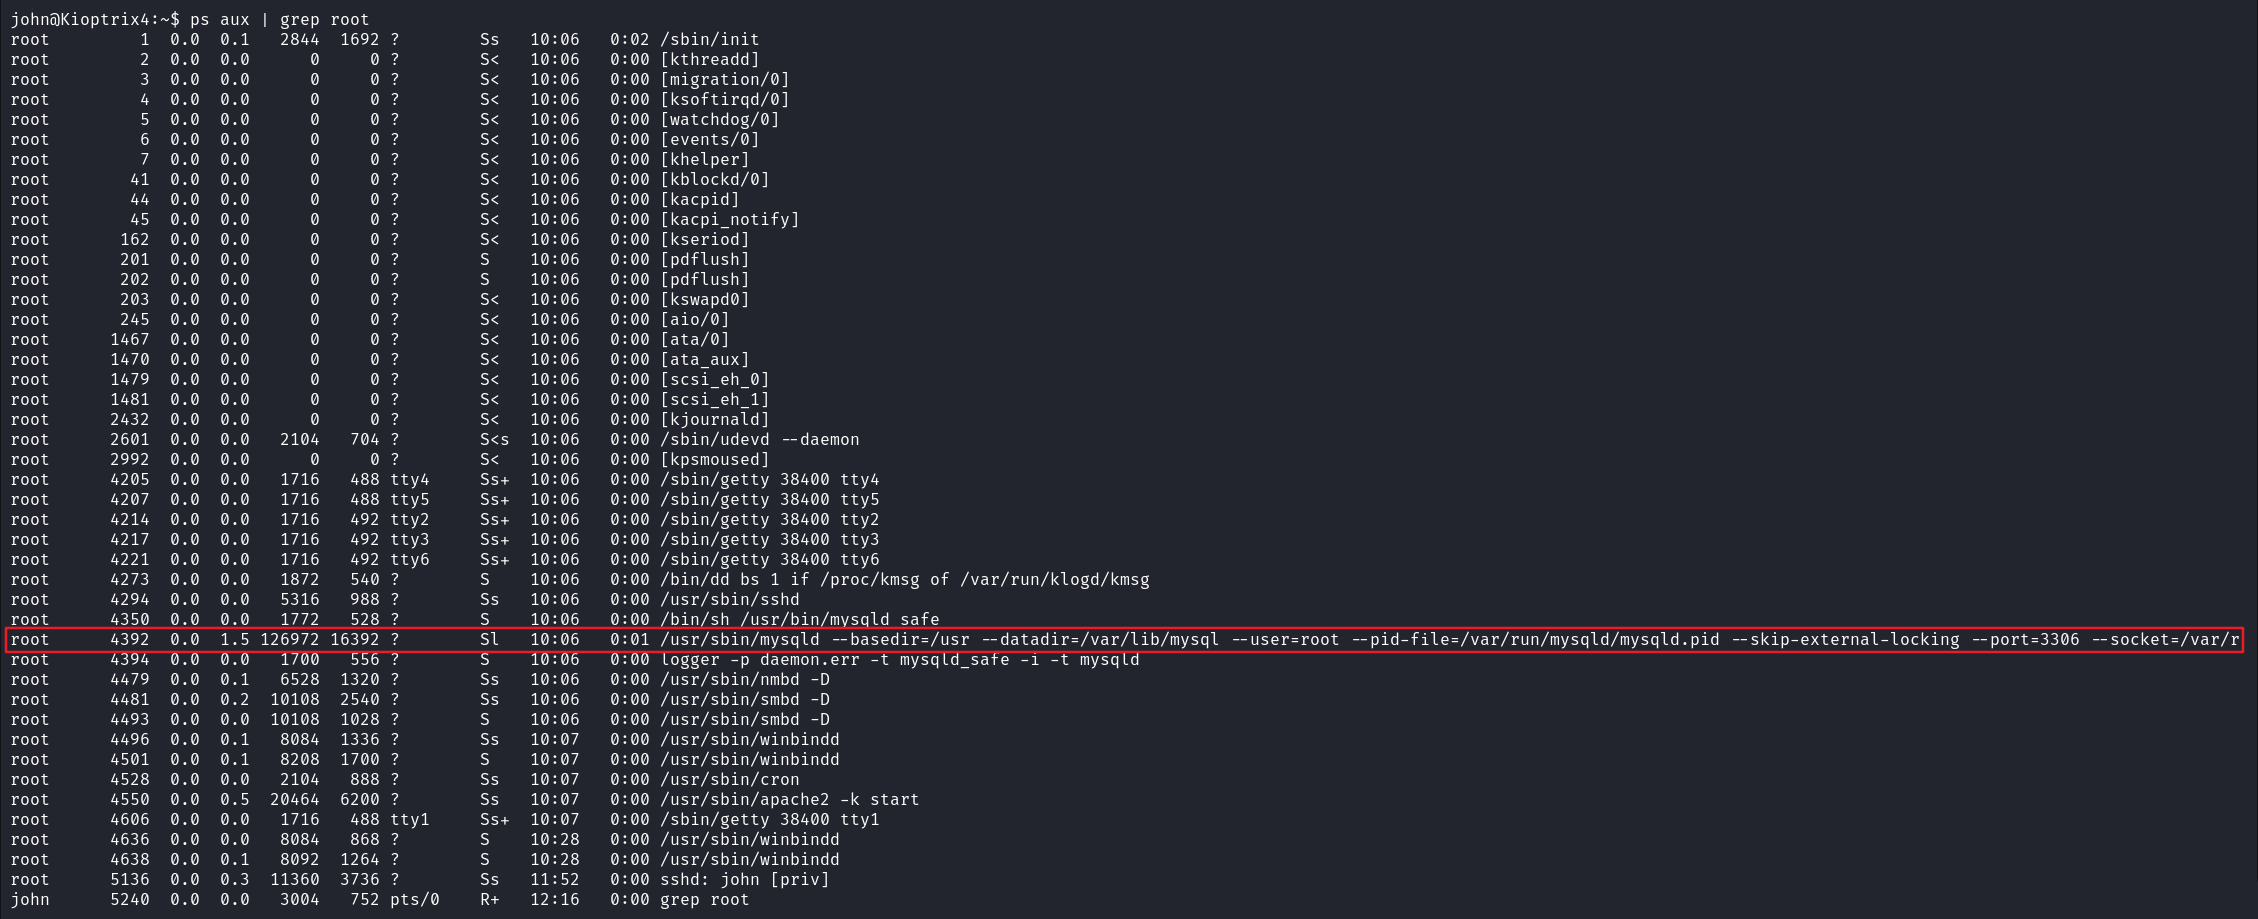 john@Kioptrix4:~$ ps aux | grep root
root         1  0.0  0.1   2844  1692 ?        Ss   10:06   0:02 /sbin/init
root         2  0.0  0.0      0     0 ?        S<   10:06   0:00 [kthreadd]
root         3  0.0  0.0      0     0 ?        S<   10:06   0:00 [migration/0]
root         4  0.0  0.0      0     0 ?        S<   10:06   0:00 [ksoftirqd/0]
root         5  0.0  0.0      0     0 ?        S<   10:06   0:00 [watchdog/0]
root         6  0.0  0.0      0     0 ?        S<   10:06   0:00 [events/0]
root         7  0.0  0.0      0     0 ?        S<   10:06   0:00 [khelper]
root        41  0.0  0.0      0     0 ?        S<   10:06   0:00 [kblockd/0]
root        44  0.0  0.0      0     0 ?        S<   10:06   0:00 [kacpid]
root        45  0.0  0.0      0     0 ?        S<   10:06   0:00 [kacpi_notify]
root       162  0.0  0.0      0     0 ?        S<   10:06   0:00 [kseriod]
root       201  0.0  0.0      0     0 ?        S    10:06   0:00 [pdflush]
root       202  0.0  0.0      0     0 ?        S    10:06   0:00 [pdflush]
root       203  0.0  0.0      0     0 ?        S<   10:06   0:00 [kswapd0]
root       245  0.0  0.0      0     0 ?        S<   10:06   0:00 [aio/0]
root      1467  0.0  0.0      0     0 ?        S<   10:06   0:00 [ata/0]
root      1470  0.0  0.0      0     0 ?        S<   10:06   0:00 [ata_aux]
root      1479  0.0  0.0      0     0 ?        S<   10:06   0:00 [scsi_eh_0]
root      1481  0.0  0.0      0     0 ?        S<   10:06   0:00 [scsi_eh_1]
root      2432  0.0  0.0      0     0 ?        S<   10:06   0:00 [kjournald]
root      2601  0.0  0.0   2104   704 ?        S<s  10:06   0:00 /sbin/udevd --daemon
root      2992  0.0  0.0      0     0 ?        S<   10:06   0:00 [kpsmoused]
root      4205  0.0  0.0   1716   488 tty4     Ss+  10:06   0:00 /sbin/getty 38400 tty4
root      4207  0.0  0.0   1716   488 tty5     Ss+  10:06   0:00 /sbin/getty 38400 tty5
root      4214  0.0  0.0   1716   492 tty2     Ss+  10:06   0:00 /sbin/getty 38400 tty2
root      4217  0.0  0.0   1716   492 tty3     Ss+  10:06   0:00 /sbin/getty 38400 tty3
root      4221  0.0  0.0   1716   492 tty6     Ss+  10:06   0:00 /sbin/getty 38400 tty6
root      4273  0.0  0.0   1872   540 ?        S    10:06   0:00 /bin/dd bs 1 if /proc/kmsg of /var/run/klogd/kmsg
root      4294  0.0  0.0   5316   988 ?        Ss   10:06   0:00 /usr/sbin/sshd
root      4350  0.0  0.0   1772   528 ?        S    10:06   0:00 /bin/sh /usr/bin/mysqld_safe
root      4392  0.0  1.5 126972 16392 ?        Sl   10:06   0:01 /usr/sbin/mysqld --basedir=/usr --datadir=/var/lib/mysql --user=root --pid-file=/var/run/mysqld/mysqld.pid --skip-external-locking --port=3306 --socket=/var/r
root      4394  0.0  0.0   1700   556 ?        S    10:06   0:00 logger -p daemon.err -t mysqld_safe -i -t mysqld
root      4479  0.0  0.1   6528  1320 ?        Ss   10:06   0:00 /usr/sbin/nmbd -D
root      4481  0.0  0.2  10108  2540 ?        Ss   10:06   0:00 /usr/sbin/smbd -D
root      4493  0.0  0.0  10108  1028 ?        S    10:06   0:00 /usr/sbin/smbd -D
root      4496  0.0  0.1   8084  1336 ?        Ss   10:07   0:00 /usr/sbin/winbindd
root      4501  0.0  0.1   8208  1700 ?        S    10:07   0:00 /usr/sbin/winbindd
root      4528  0.0  0.0   2104   888 ?        Ss   10:07   0:00 /usr/sbin/cron
root      4550  0.0  0.5  20464  6200 ?        Ss   10:07   0:00 /usr/sbin/apache2 -k start
root      4606  0.0  0.0   1716   488 tty1     Ss+  10:07   0:00 /sbin/getty 38400 tty1
root      4636  0.0  0.0   8084   868 ?        S    10:28   0:00 /usr/sbin/winbindd
root      4638  0.0  0.1   8092  1264 ?        S    10:28   0:00 /usr/sbin/winbindd
root      5136  0.0  0.3  11360  3736 ?        Ss   11:52   0:00 sshd: john [priv]
john      5240  0.0  0.0   3004   752 pts/0    R+   12:16   0:00 grep root